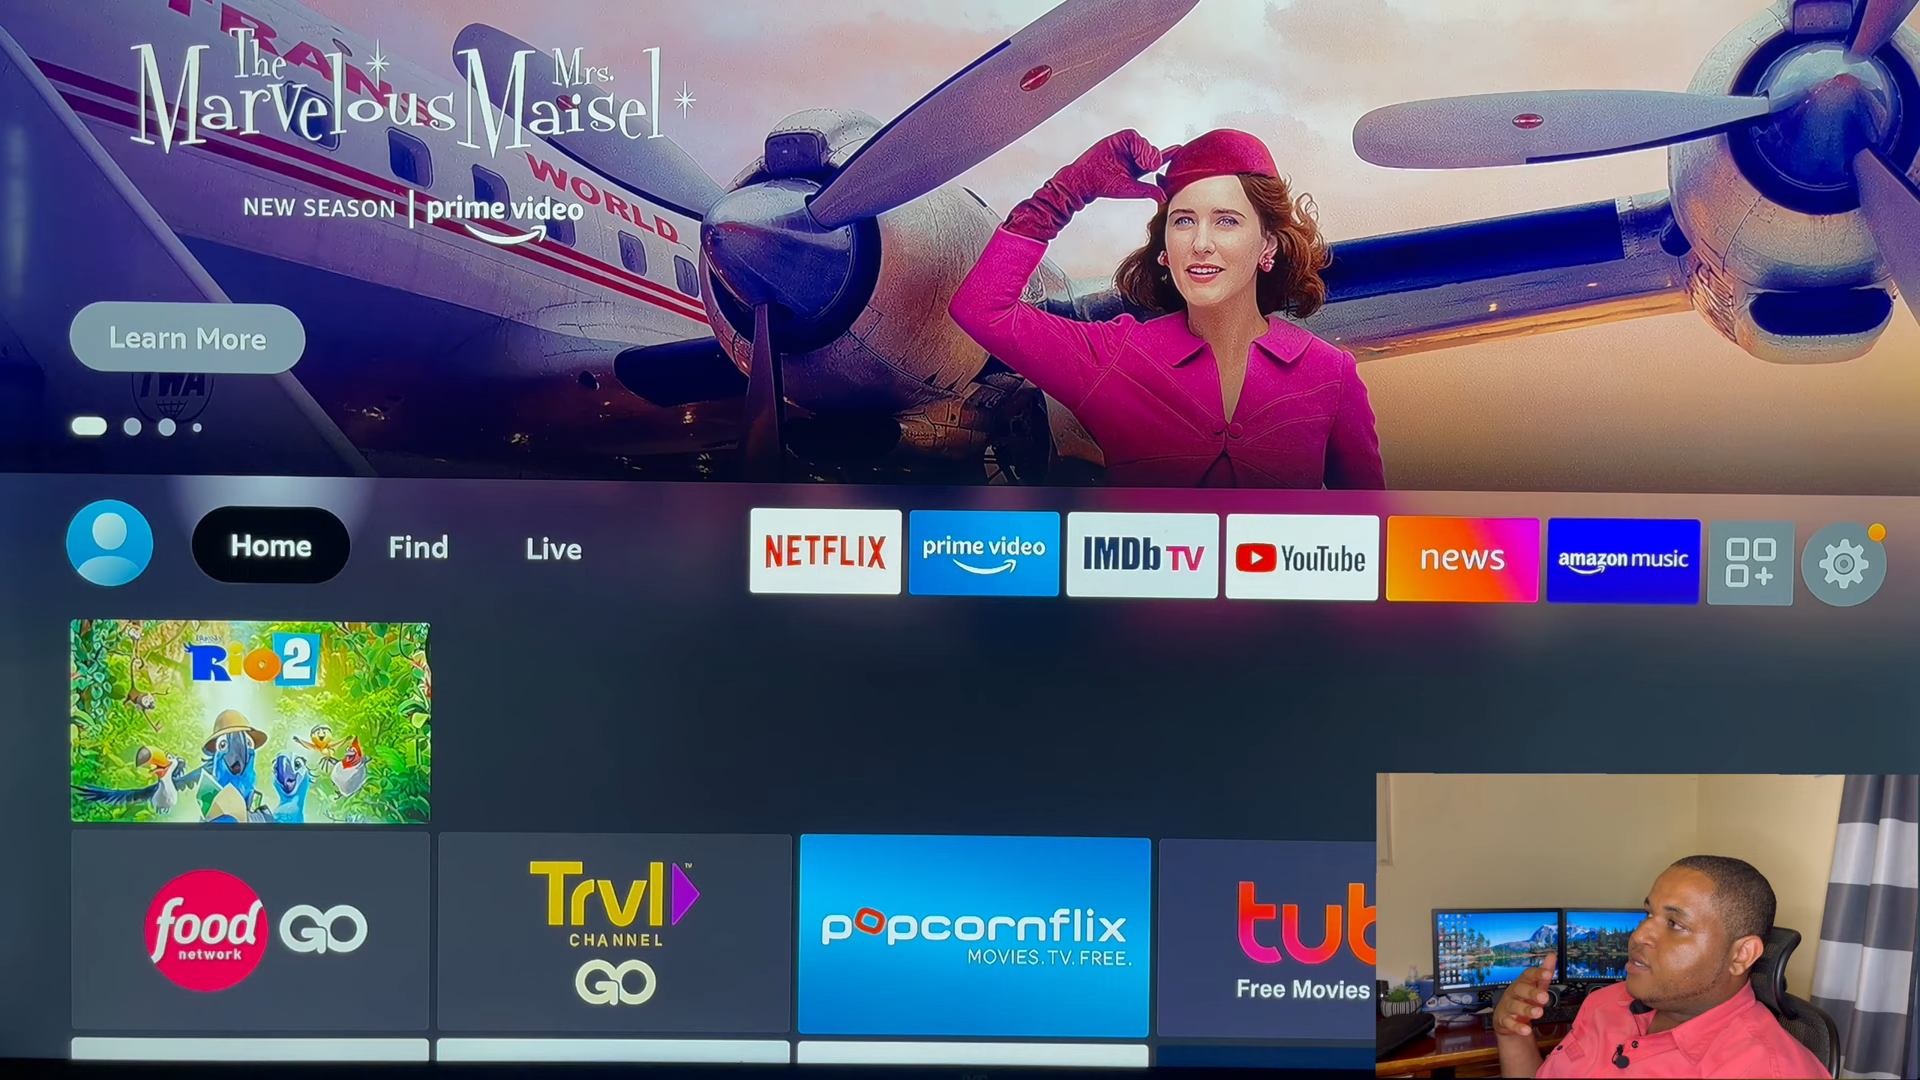 TRANS
WORLD
The
Marvelous Mrs.
Maisel
NEW SEASON | prime video
Learn More
TWA
Home
Find
Live
NETFLIX
prime video
IMDb TV
YouTube
news
amazon music
Rio 2
food
network
GO
Trvl
CHANNEL
GO
popcornflix
MOVIES.TV.FREE.
tub
Free Movies